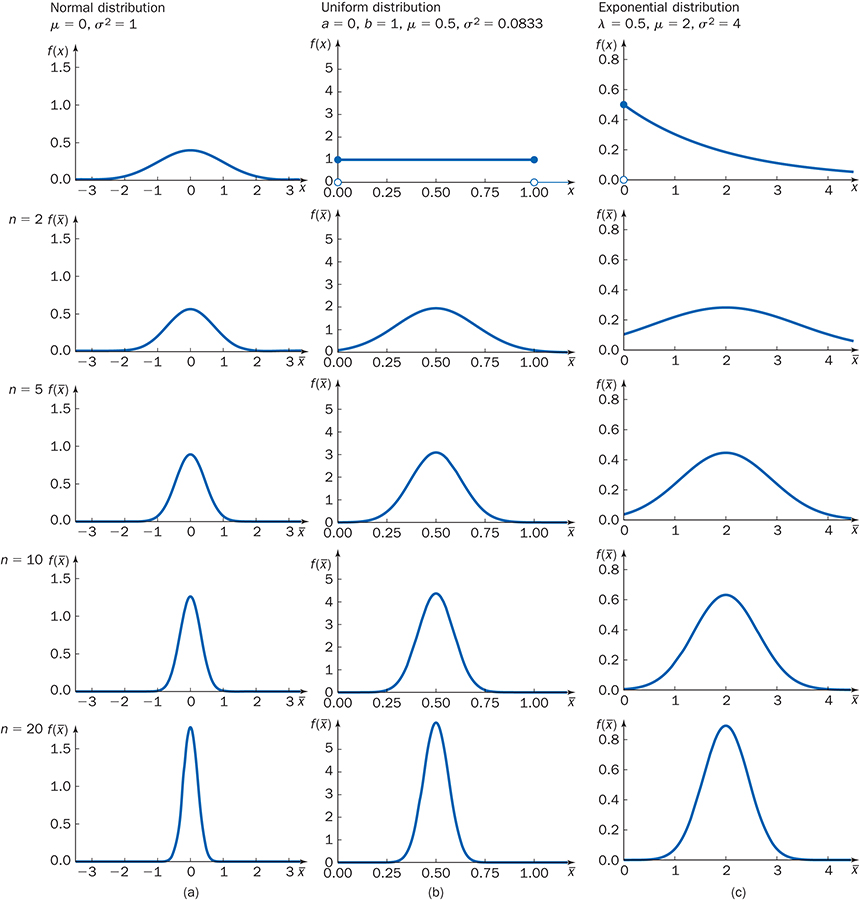 Normal distribution
μ = 0, σ² = 1
Uniform distribution
a = 0, b = 1, μ = 0.5, σ² = 0.0833
Exponential distribution
λ = 0.5, μ = 2, σ² = 4
f(x)
1.5
1.0
0.5
0.0
−3 −2 −1 0 1 2 3 x
f(x)
5
4
3
2
1
0
0.00 0.25 0.50 0.75 1.00 x
f(x)
0.8
0.6
0.4
0.2
0.0
0 1 2 3 4 x
n = 2 f(x̅)
1.5
1.0
0.5
0.0
−3 −2 −1 0 1 2 3 x̅
f(x̅)
5
4
3
2
1
0
0.00 0.25 0.50 0.75 1.00 x̅
f(x̅)
0.8
0.6
0.4
0.2
0.0
0 1 2 3 4 x̅
n = 5 f(x̅)
1.5
1.0
0.5
0.0
−3 −2 −1 0 1 2 3 x̅
f(x̅)
5
4
3
2
1
0
0.00 0.25 0.50 0.75 1.00 x̅
f(x̅)
0.8
0.6
0.4
0.2
0.0
0 1 2 3 4 x̅
n = 10 f(x̅)
1.5
1.0
0.5
0.0
−3 −2 −1 0 1 2 3 x̅
f(x̅)
5
4
3
2
1
0
0.00 0.25 0.50 0.75 1.00 x̅
f(x̅)
0.8
0.6
0.4
0.2
0.0
0 1 2 3 4 x̅
n = 20 f(x̅)
1.5
1.0
0.5
0.0
−3 −2 −1 0 1 2 3 x̅
(a)
f(x̅)
5
4
3
2
1
0
0.00 0.25 0.50 0.75 1.00 x̅
(b)
f(x̅)
0.8
0.6
0.4
0.2
0.0
0 1 2 3 4 x̅
(c)